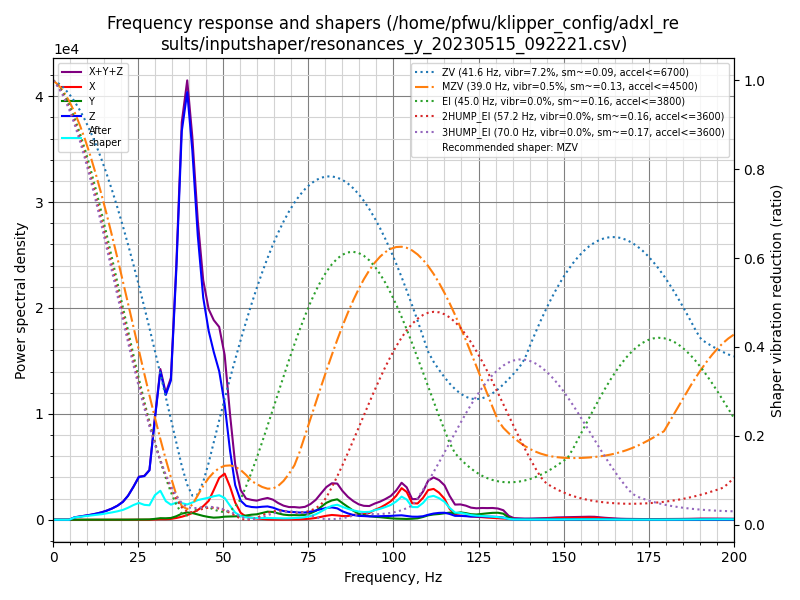 Frequency response and shapers (/home/pfwu/klipper_config/adxl_re
sults/inputshaper/resonances_y_20230515_092221.csv)
1e4
X+Y+Z
X
Y
Z
After
shaper
ZV (41.6 Hz, vibr=7.2%, sm~=0.09, accel<=6700)
MZV (39.0 Hz, vibr=0.5%, sm~=0.13, accel<=4500)
EI (45.0 Hz, vibr=0.0%, sm~=0.16, accel<=3800)
2HUMP_EI (57.2 Hz, vibr=0.0%, sm~=0.16, accel<=3600)
3HUMP_EI (70.0 Hz, vibr=0.0%, sm~=0.17, accel<=3600)
Recommended shaper: MZV
Power spectral density
4
3
2
1
0
1.0
0.8
0.6
0.4
0.2
0.0
Shaper vibration reduction (ratio)
0
25
50
75
100
125
150
175
200
Frequency, Hz